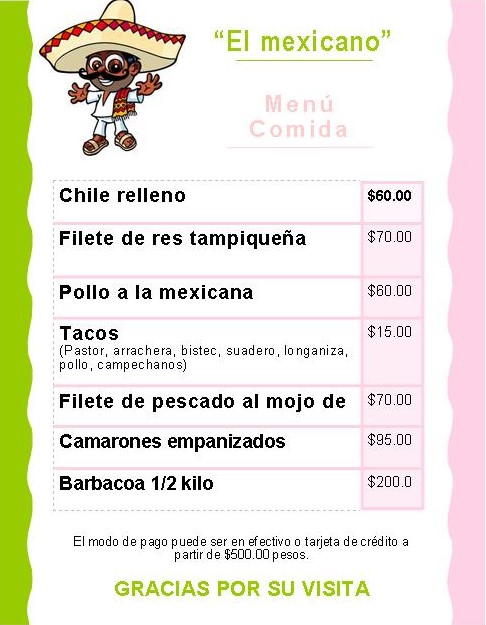 “El mexicano”
Menú
Comida
Chile relleno $60.00
Filete de res tampiqueña $70.00
Pollo a la mexicana $60.00
Tacos $15.00
(Pastor, arrachera, bistec, suadero, longaniza,
pollo, campechanos)
Filete de pescado al mojo de $70.00
Camarones empanizados $95.00
Barbacoa 1/2 kilo $200.0
El modo de pago puede ser en efectivo o tarjeta de crédito a
partir de $500.00 pesos.
GRACIAS POR SU VISITA